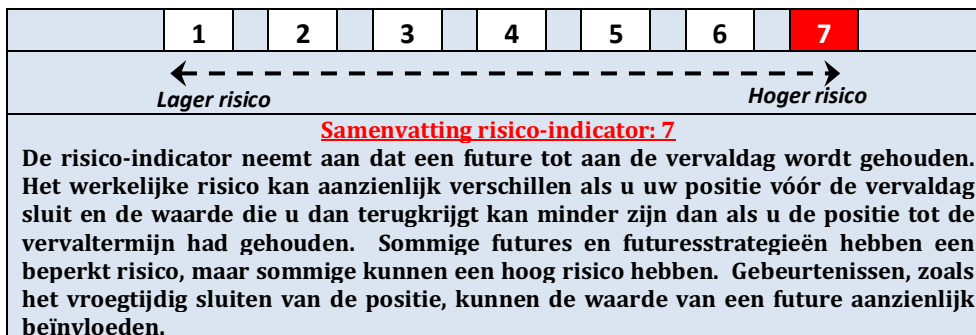 1 2 3 4 5 6 7
Lager risico Hoger risico
Samenvatting risico-indicator: 7
De risico-indicator neemt aan dat een future tot aan de vervaldag wordt gehouden.
Het werkelijke risico kan aanzienlijk verschillen als u uw positie vóór de vervaldag
sluit en de waarde die u dan terugkrijgt kan minder zijn dan als u de positie tot de
vervaltermijn had gehouden. Sommige futures en futuresstrategieën hebben een
beperkt risico, maar sommige kunnen een hoog risico hebben. Gebeurtenissen, zoals
het vroegtijdig sluiten van de positie, kunnen de waarde van een future aanzienlijk
beïnvloeden.